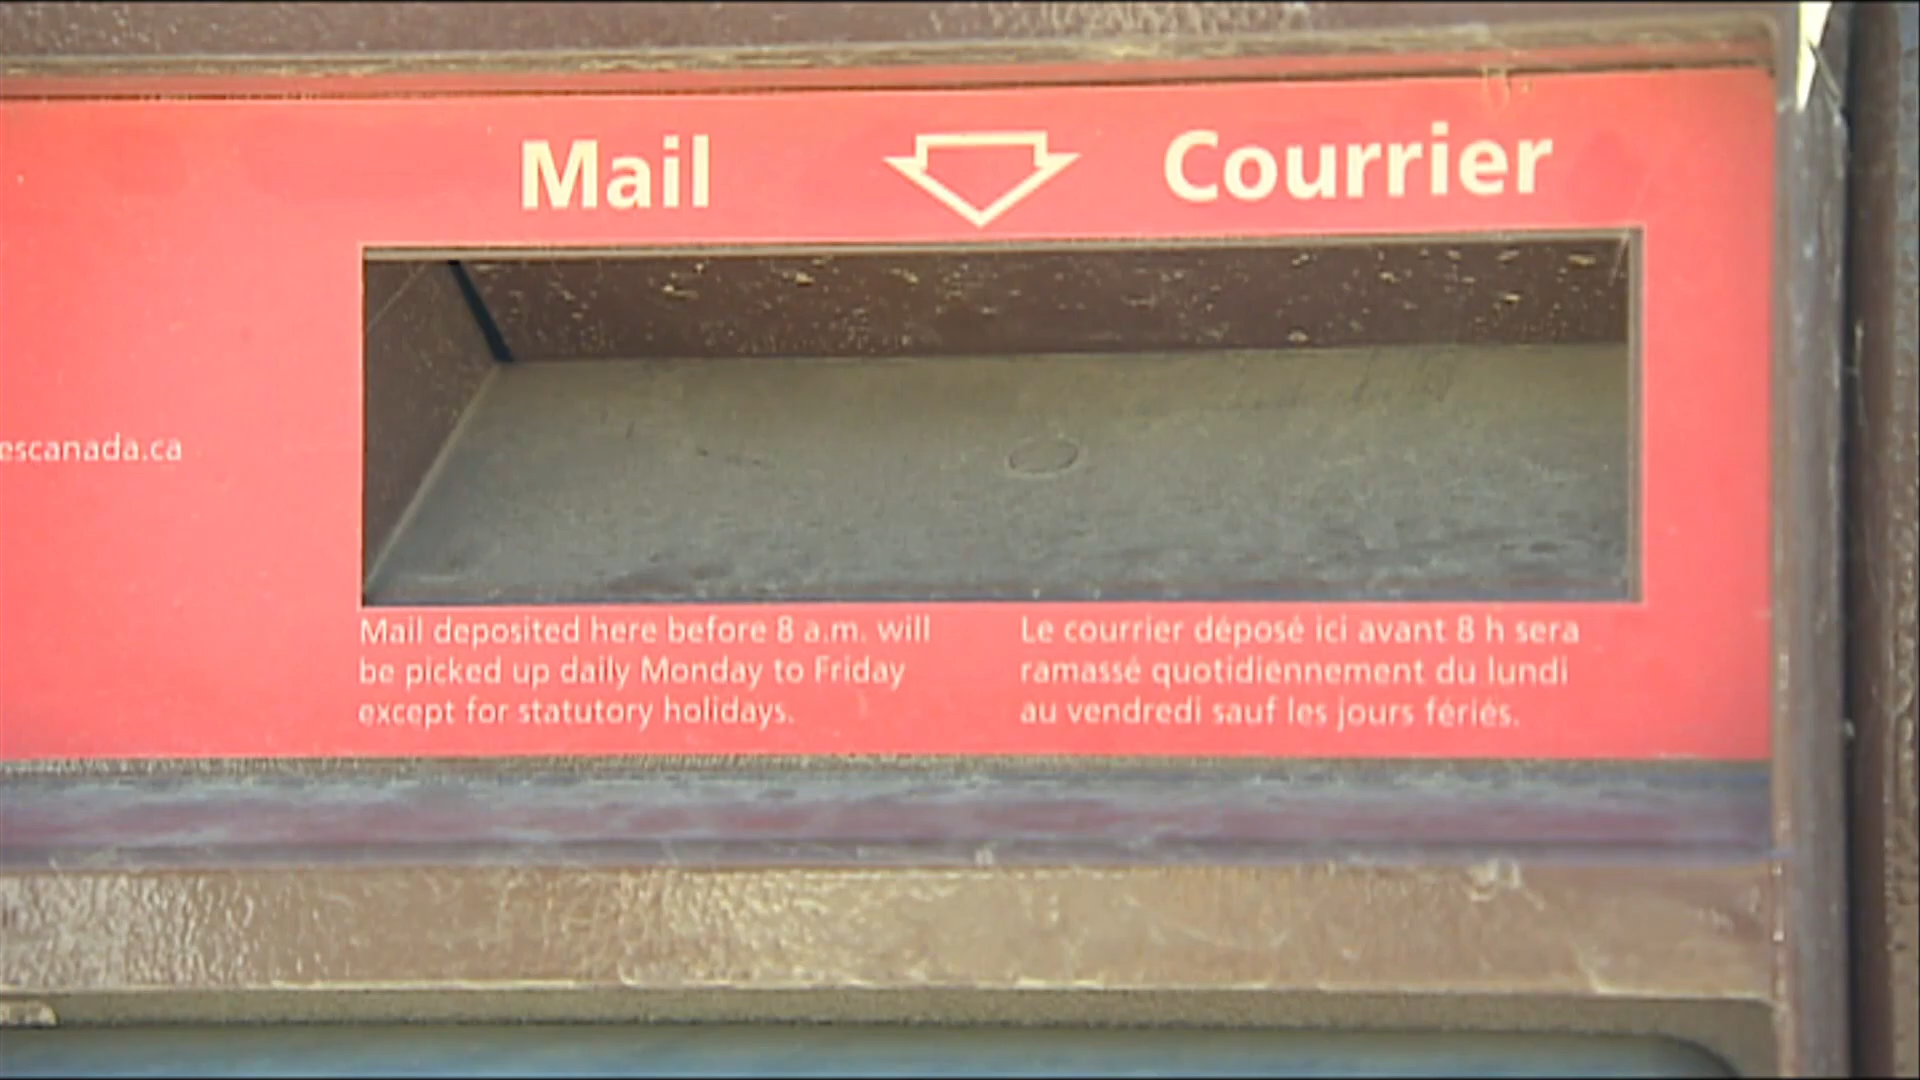 Mail
Courrier
escanada.ca
Mail deposited here before 8 a.m. will
be picked up daily Monday to Friday
except for statutory holidays.
Le courrier déposé ici avant 8 h sera
ramassé quotidiennement du lundi
au vendredi sauf les jours fériés.